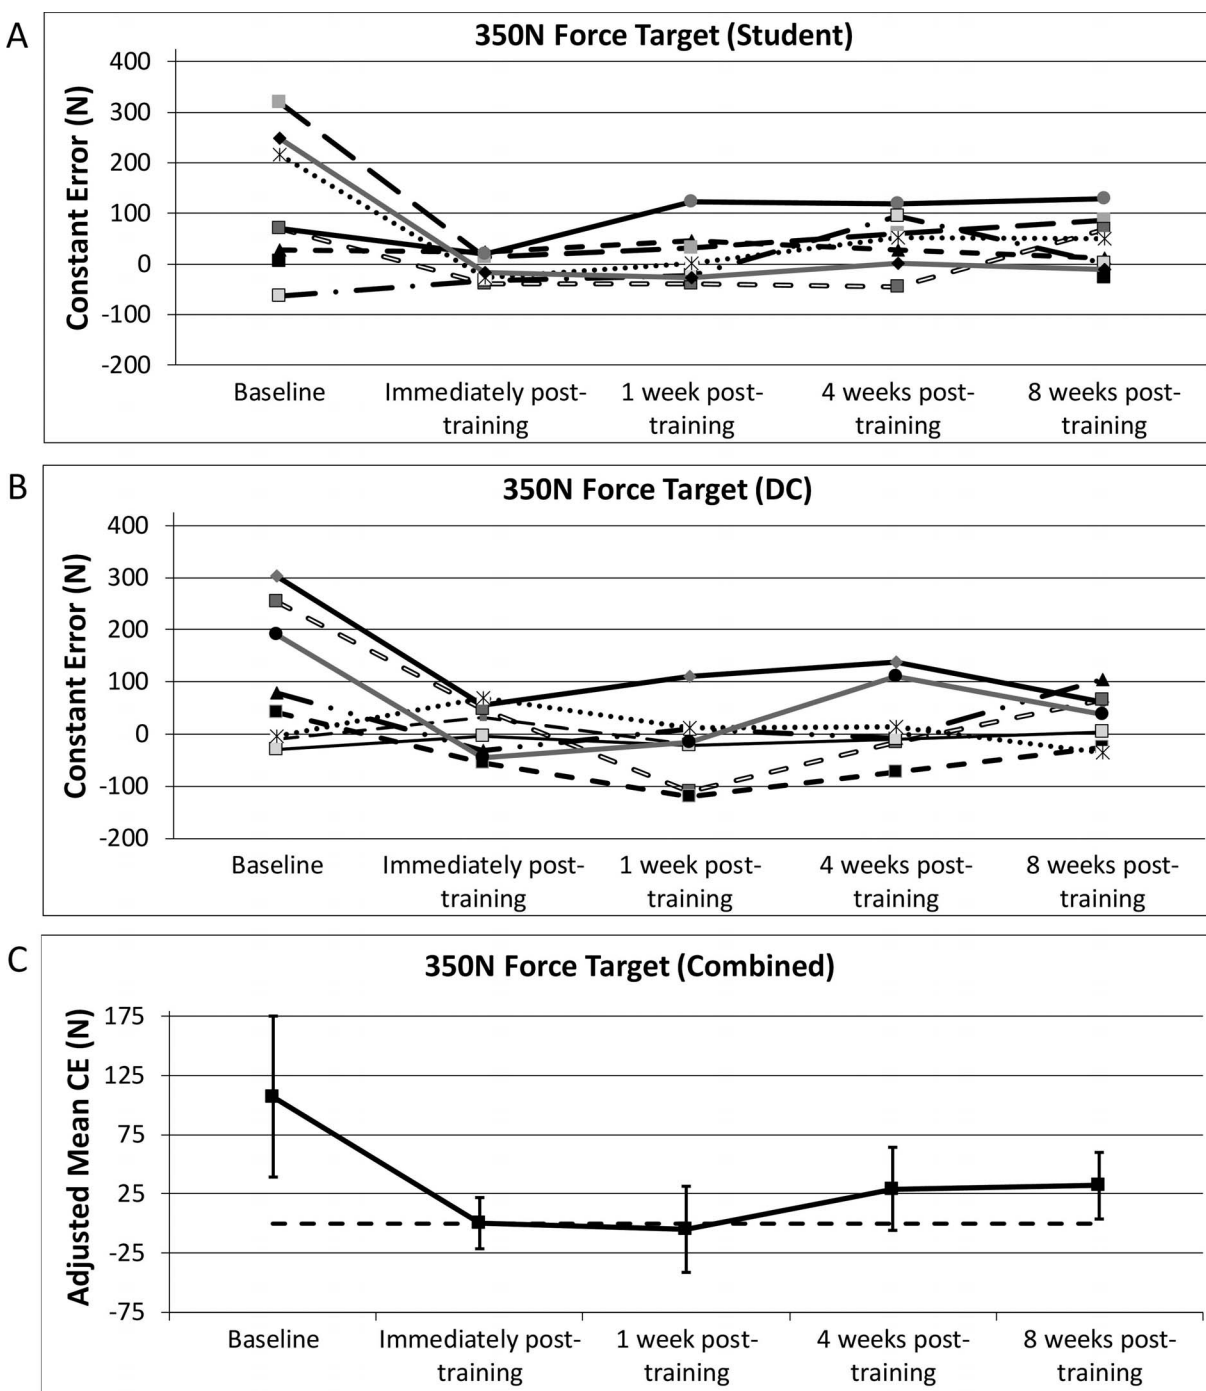 A
350N Force Target (Student)
Constant Error (N)
400
300
200
100
0
-100
-200
Baseline
Immediately post-
training
1 week post-
training
4 weeks post-
training
8 weeks post-
training
B
350N Force Target (DC)
Constant Error (N)
400
300
200
100
0
-100
-200
Baseline
Immediately post-
training
1 week post-
training
4 weeks post-
training
8 weeks post-
training
C
350N Force Target (Combined)
Adjusted Mean CE (N)
175
125
75
25
-25
-75
Baseline
Immediately post-
training
1 week post-
training
4 weeks post-
training
8 weeks post-
training